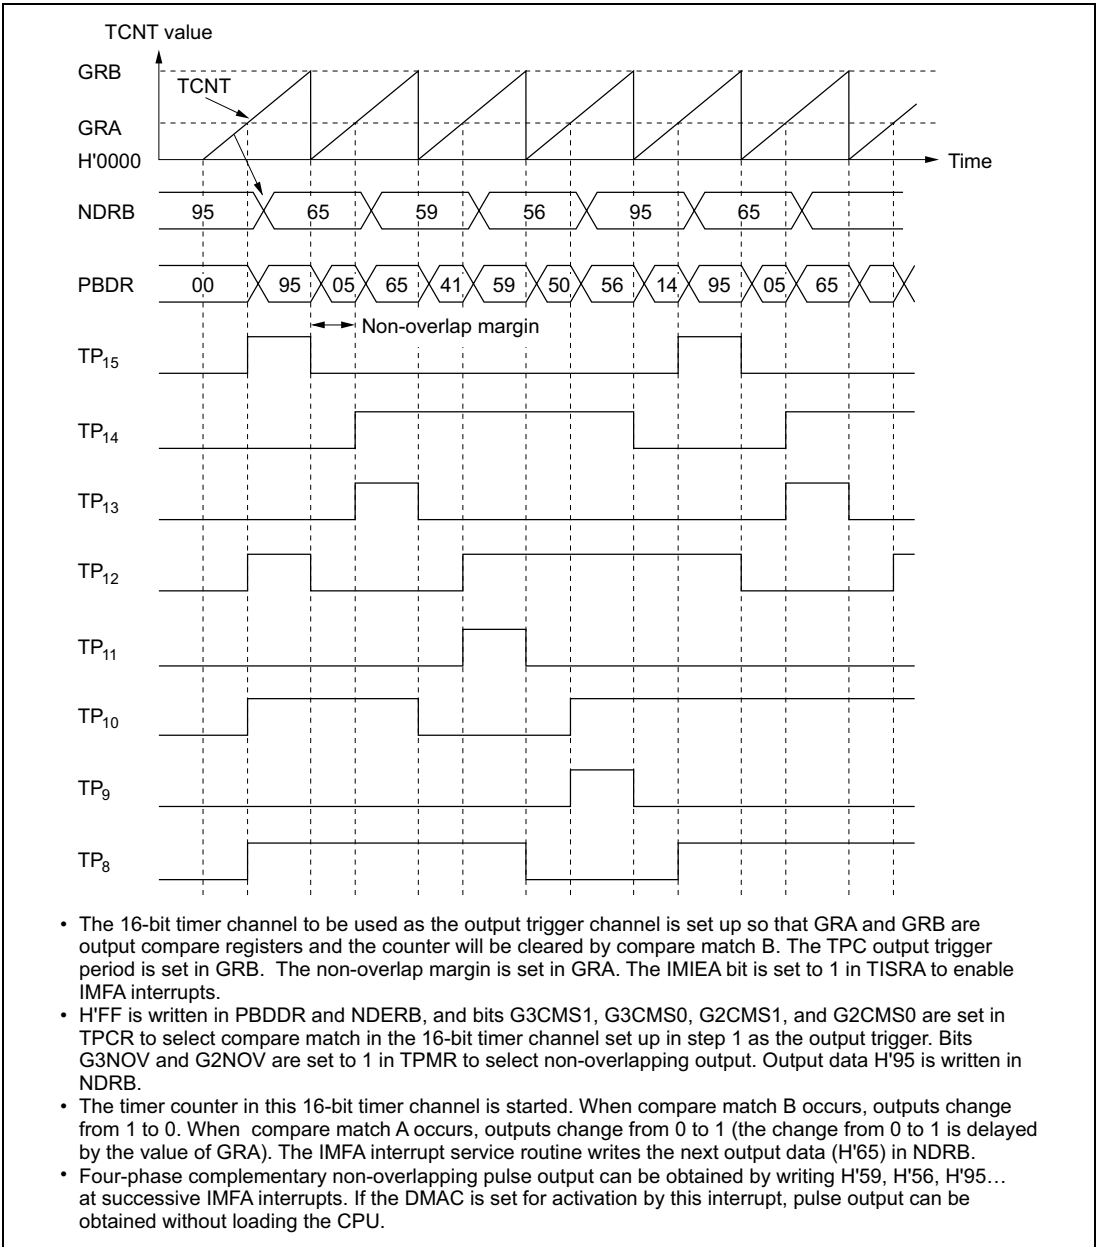 TCNT value
GRB
TCNT
GRA
H'0000
Time
NDRB 95 65 59 56 95 65
PBDR 00 95 05 65 41 59 50 56 14 95 05 65
Non-overlap margin
TP15
TP14
TP13
TP12
TP11
TP10
TP9
TP8
• The 16-bit timer channel to be used as the output trigger channel is set up so that GRA and GRB are
output compare registers and the counter will be cleared by compare match B. The TPC output trigger
period is set in GRB. The non-overlap margin is set in GRA. The IMIEA bit is set to 1 in TISRA to enable
IMFA interrupts.
• H'FF is written in PBDDR and NDERB, and bits G3CMS1, G3CMS0, G2CMS1, and G2CMS0 are set in
TPCR to select compare match in the 16-bit timer channel set up in step 1 as the output trigger. Bits
G3NOV and G2NOV are set to 1 in TPMR to select non-overlapping output. Output data H'95 is written in
NDRB.
• The timer counter in this 16-bit timer channel is started. When compare match B occurs, outputs change
from 1 to 0. When compare match A occurs, outputs change from 0 to 1 (the change from 0 to 1 is delayed
by the value of GRA). The IMFA interrupt service routine writes the next output data (H'65) in NDRB.
• Four-phase complementary non-overlapping pulse output can be obtained by writing H'59, H'56, H'95…
at successive IMFA interrupts. If the DMAC is set for activation by this interrupt, pulse output can be
obtained without loading the CPU.